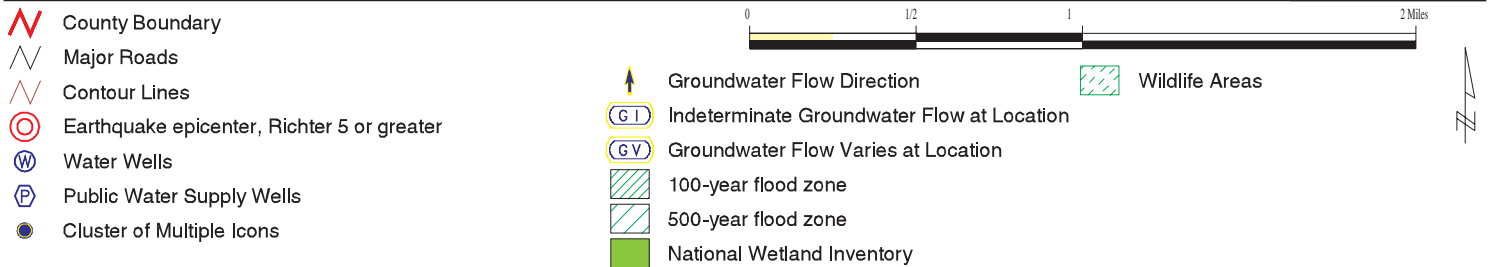 0 1/2 1 2 Miles
County Boundary
Major Roads
Contour Lines
Earthquake epicenter, Richter 5 or greater
W Water Wells
P Public Water Supply Wells
Cluster of Multiple Icons
Groundwater Flow Direction
G I Indeterminate Groundwater Flow at Location
G V Groundwater Flow Varies at Location
100-year flood zone
500-year flood zone
National Wetland Inventory
Wildlife Areas
N